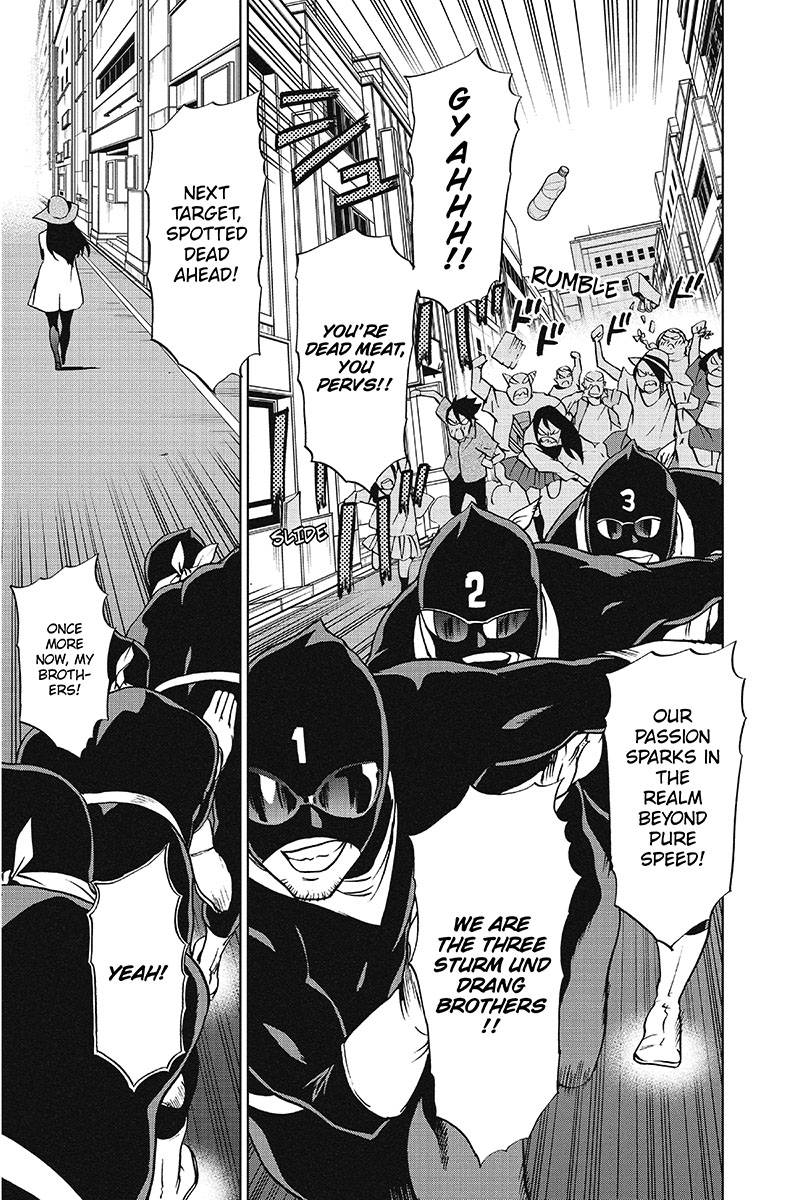 GYAHHH!!
RUMBLE
ド
ド
ド
YOU'RE
DEAD MEAT,
YOU
PERVS!!
SLIDE
3
2
1
OUR
PASSION
SPARKS IN
THE
REALM
BEYOND
PURE
SPEED!
WE ARE
THE THREE
STURM UND
DRANG
BROTHERS
!!
NEXT
TARGET,
SPOTTED
DEAD
AHEAD!
ONCE
MORE
NOW, MY
BROTH-
ERS!
YEAH!